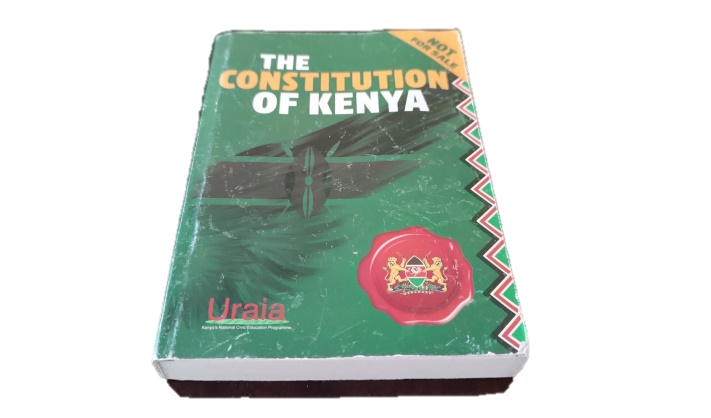 NOT
FOR SALE
THE
CONSTITUTION
OF KENYA
Uraia
Kenya's National Civic Education Programme